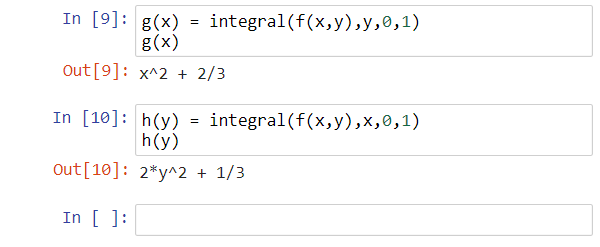 In [9]: g(x) = integral(f(x,y),y,0,1)
g(x)
Out[9]: x^2 + 2/3
In [10]: h(y) = integral(f(x,y),x,0,1)
h(y)
Out[10]: 2*y^2 + 1/3
In [ ]: